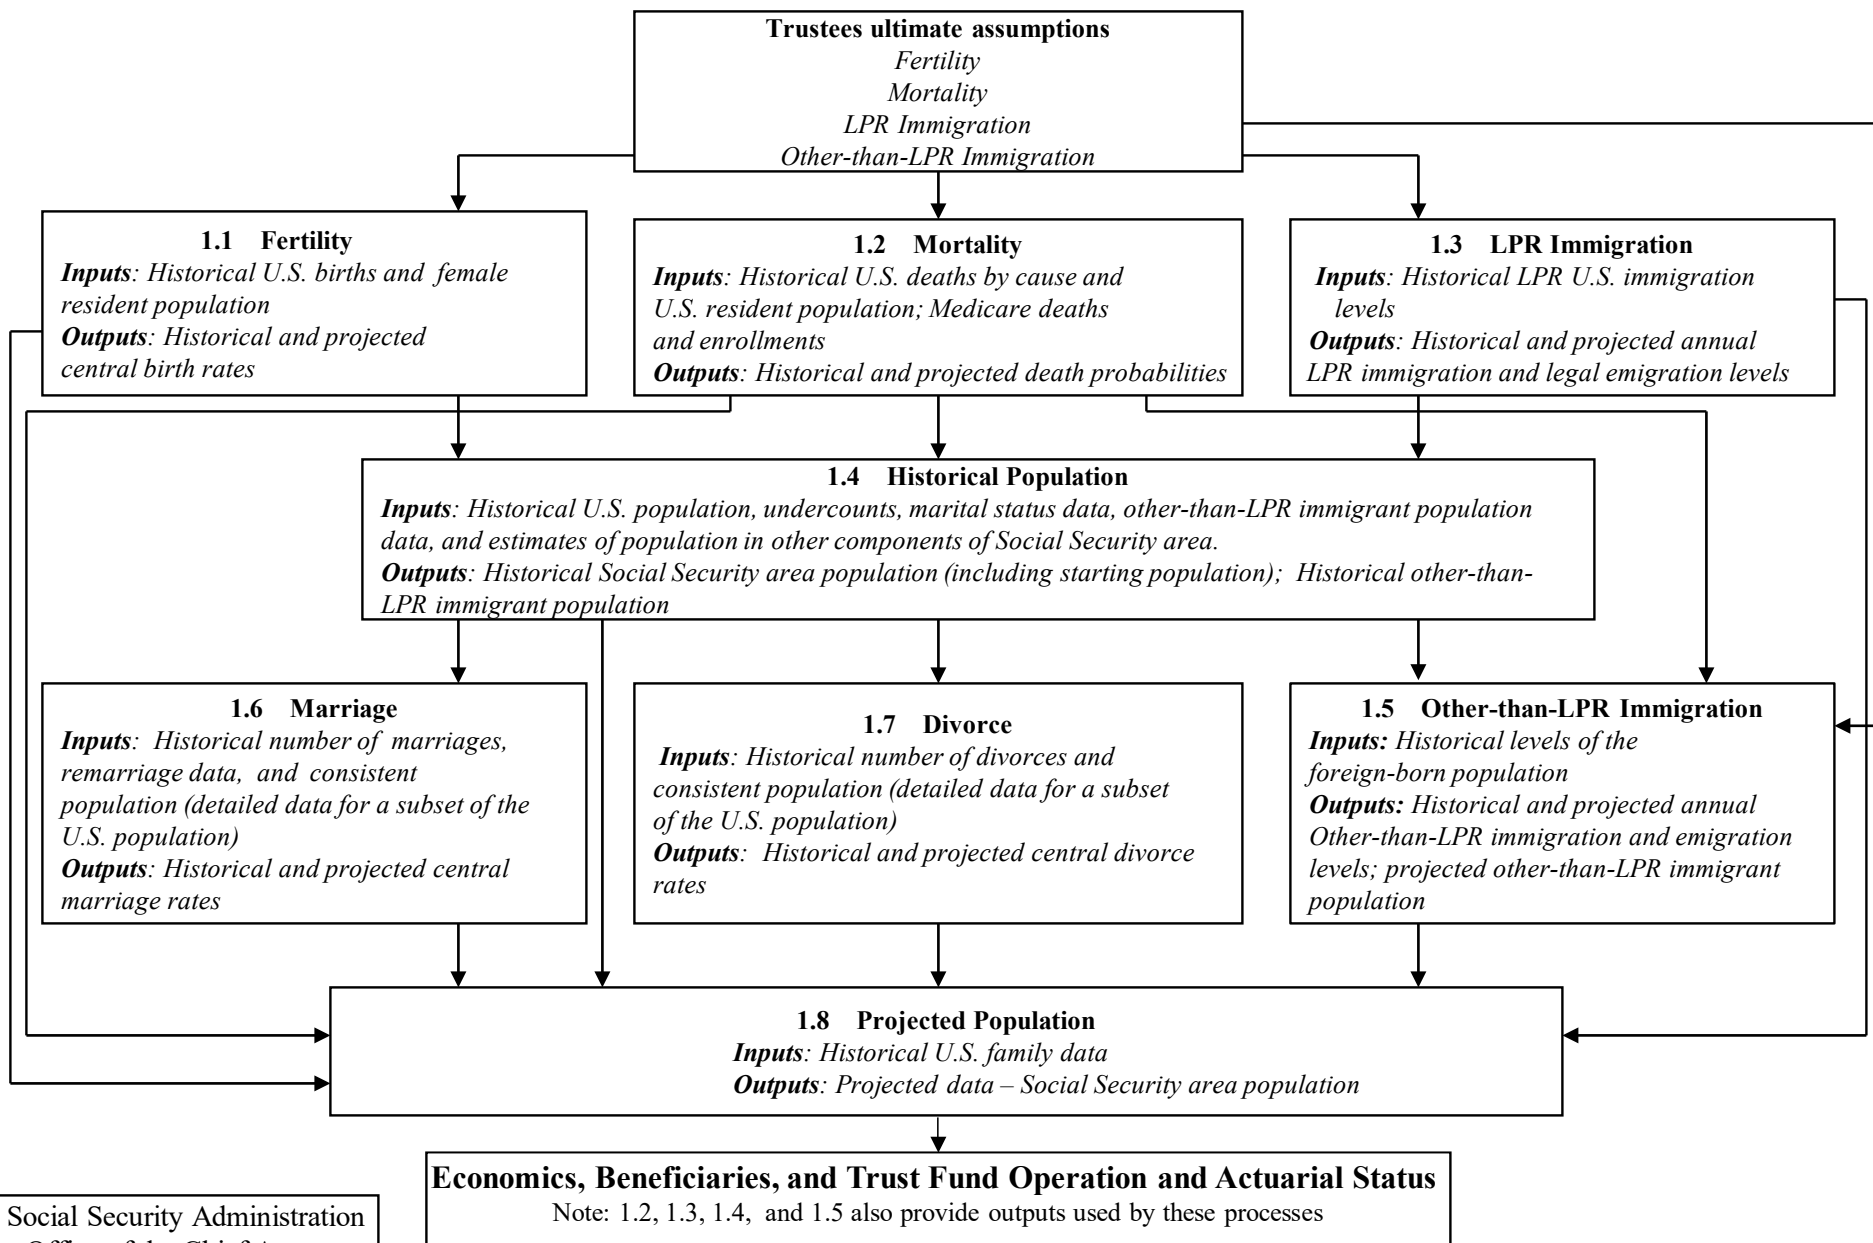 Trustees ultimate assumptions
Fertility
Mortality
LPR Immigration
Other-than-LPR Immigration
1.1 Fertility
Inputs: Historical U.S. births and female
resident population
Outputs: Historical and projected
central birth rates
1.2 Mortality
Inputs: Historical U.S. deaths by cause and
U.S. resident population; Medicare deaths
and enrollments
Outputs: Historical and projected death probabilities
1.3 LPR Immigration
Inputs: Historical LPR U.S. immigration
levels
Outputs: Historical and projected annual
LPR immigration and legal emigration levels
1.4 Historical Population
Inputs: Historical U.S. population, undercounts, marital status data, other-than-LPR immigrant population
data, and estimates of population in other components of Social Security area.
Outputs: Historical Social Security area population (including starting population); Historical other-than-
LPR immigrant population
1.6 Marriage
Inputs: Historical number of marriages,
remarriage data, and consistent
population (detailed data for a subset of the
U.S. population)
Outputs: Historical and projected central
marriage rates
1.7 Divorce
Inputs: Historical number of divorces and
consistent population (detailed data for a subset
of the U.S. population)
Outputs: Historical and projected central divorce
rates
1.5 Other-than-LPR Immigration
Inputs: Historical levels of the
foreign-born population
Outputs: Historical and projected annual
Other-than-LPR immigration and emigration
levels; projected other-than-LPR immigrant
population
1.8 Projected Population
Inputs: Historical U.S. family data
Outputs: Projected data – Social Security area population
Economics, Beneficiaries, and Trust Fund Operation and Actuarial Status
Note: 1.2, 1.3, 1.4, and 1.5 also provide outputs used by these processes
Social Security Administration